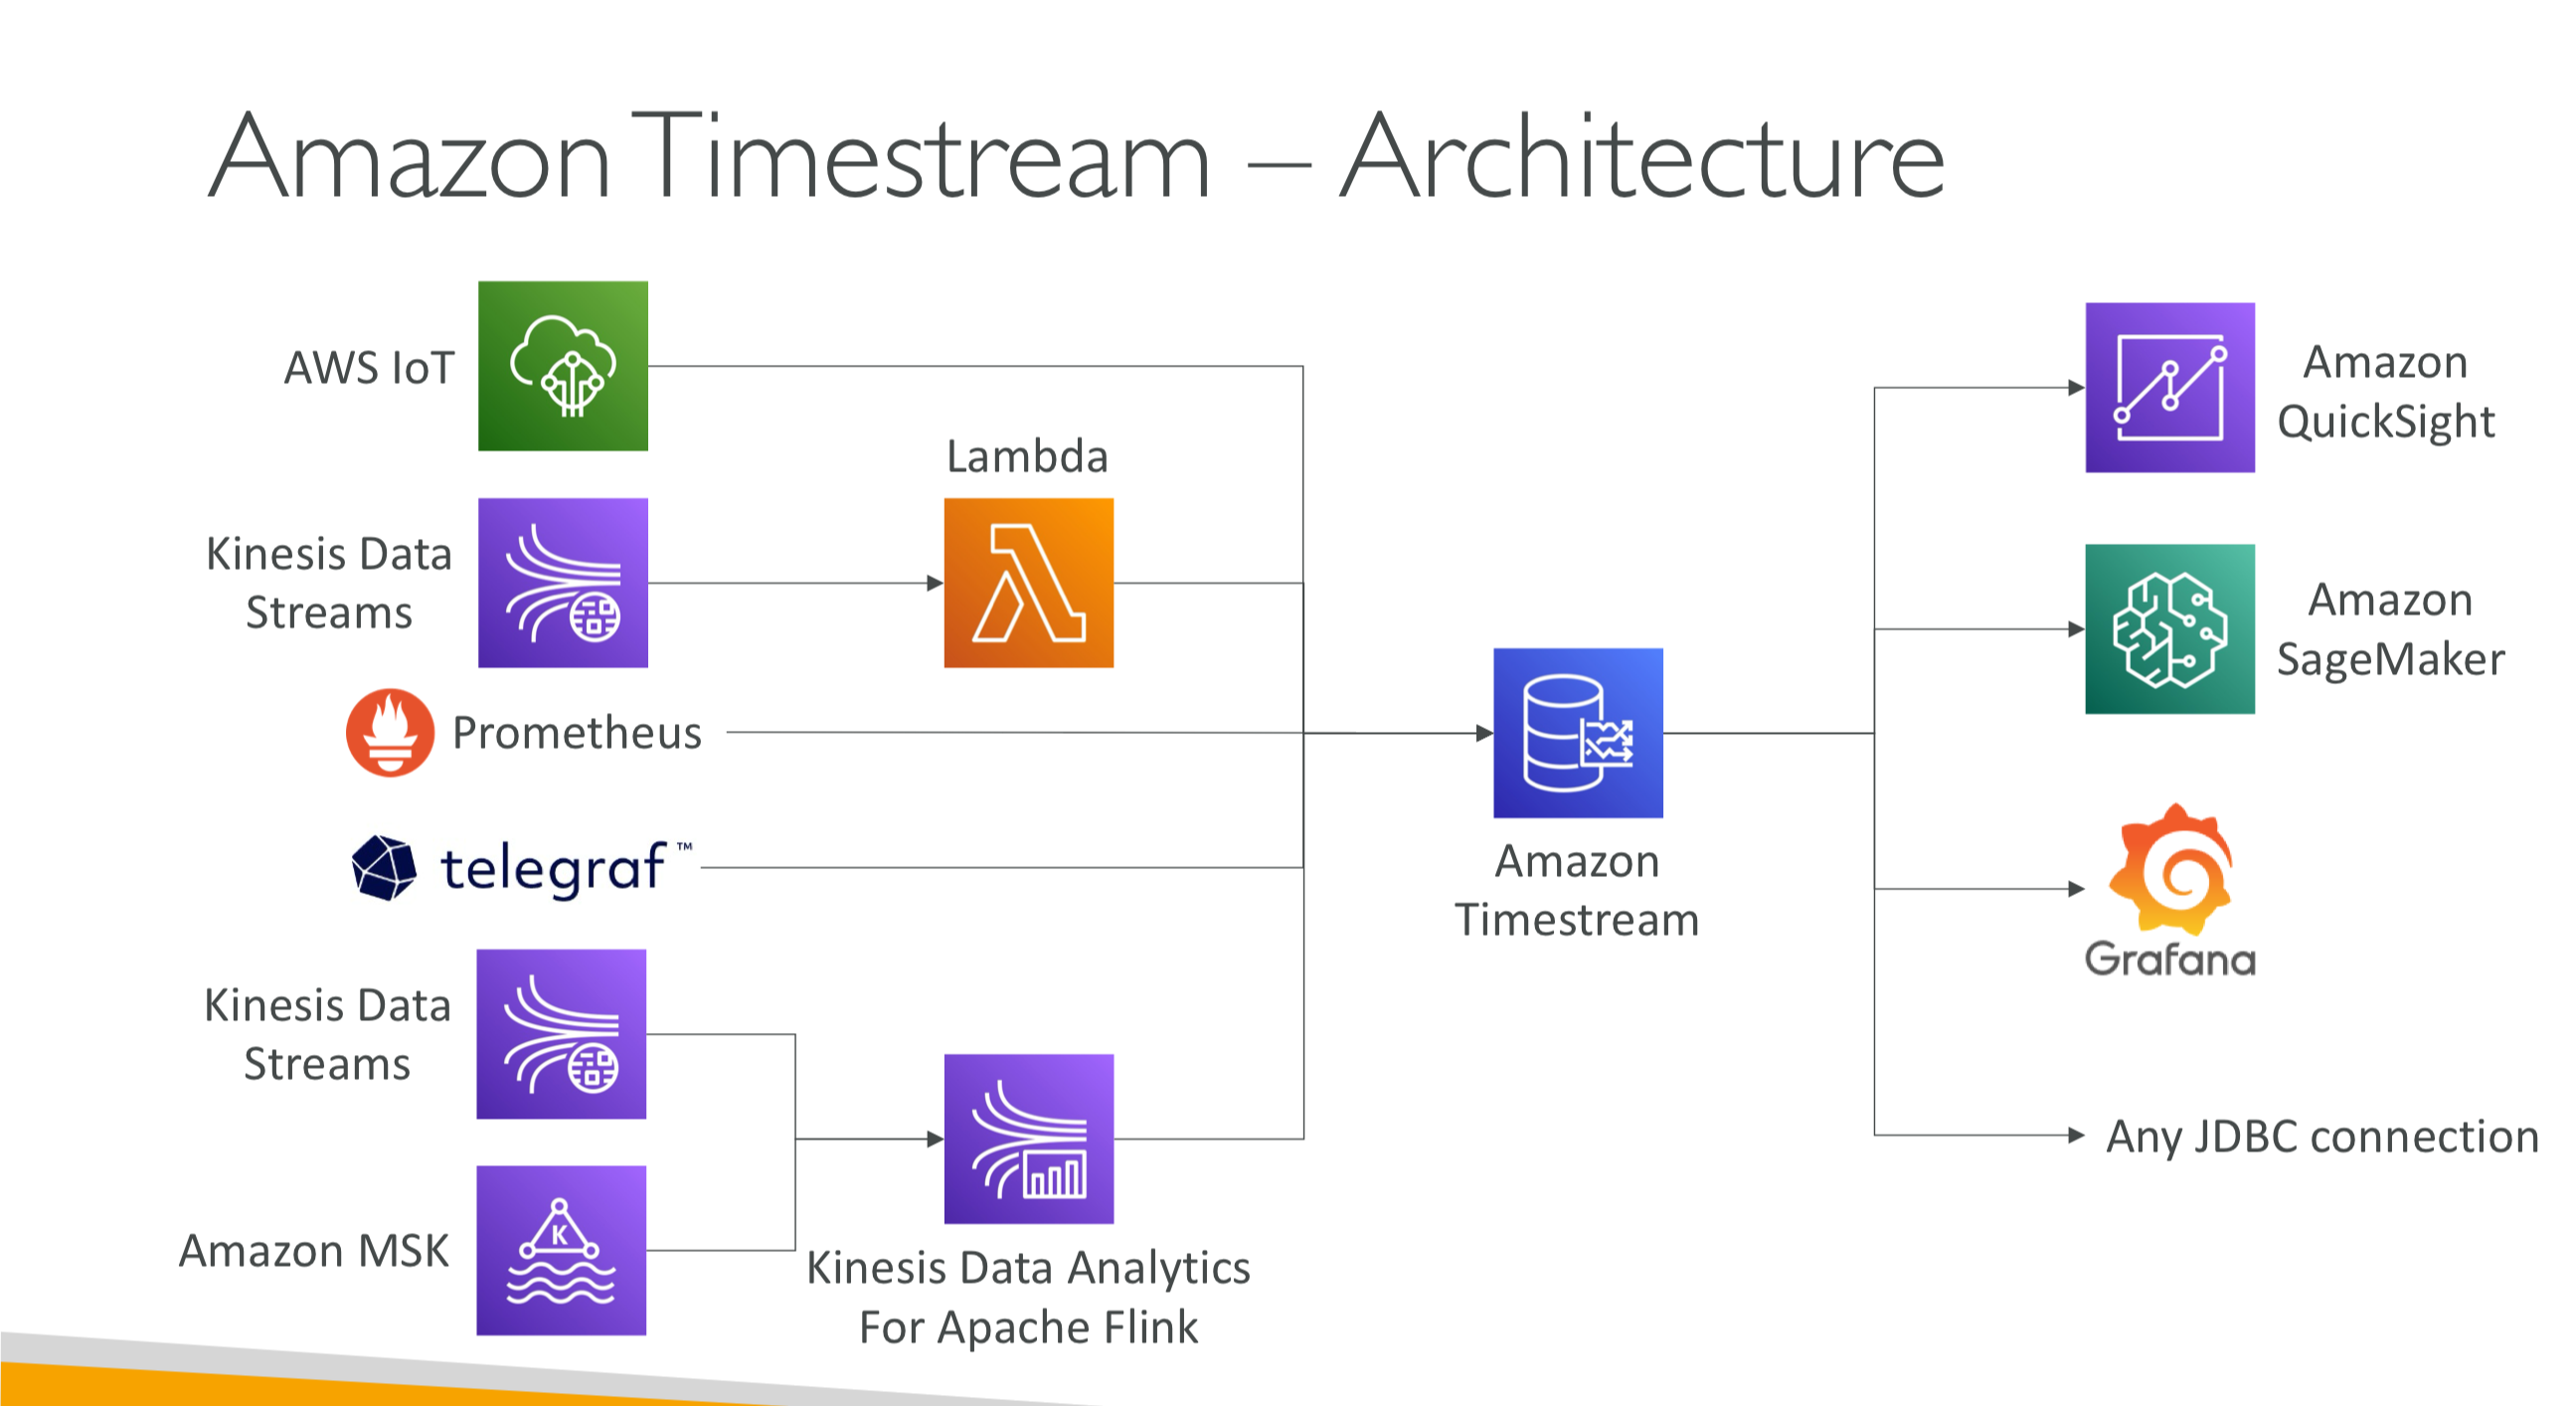 Amazon Timestream – Architecture
AWS IoT
Lambda
Kinesis Data
Streams
Prometheus
telegraf™
Kinesis Data
Streams
Amazon MSK
K
Kinesis Data Analytics
For Apache Flink
Amazon
Timestream
Amazon
QuickSight
Amazon
SageMaker
Grafana
Any JDBC connection